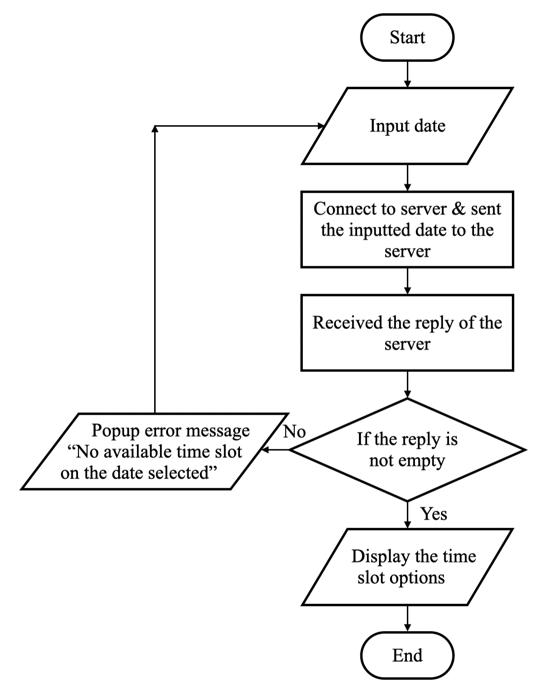 Start
Input date
Connect to server & sent
the inputted date to the
server
Received the reply of the
server
If the reply is
not empty
No
Popup error message
“No available time slot
on the date selected”
Yes
Display the time
slot options
End